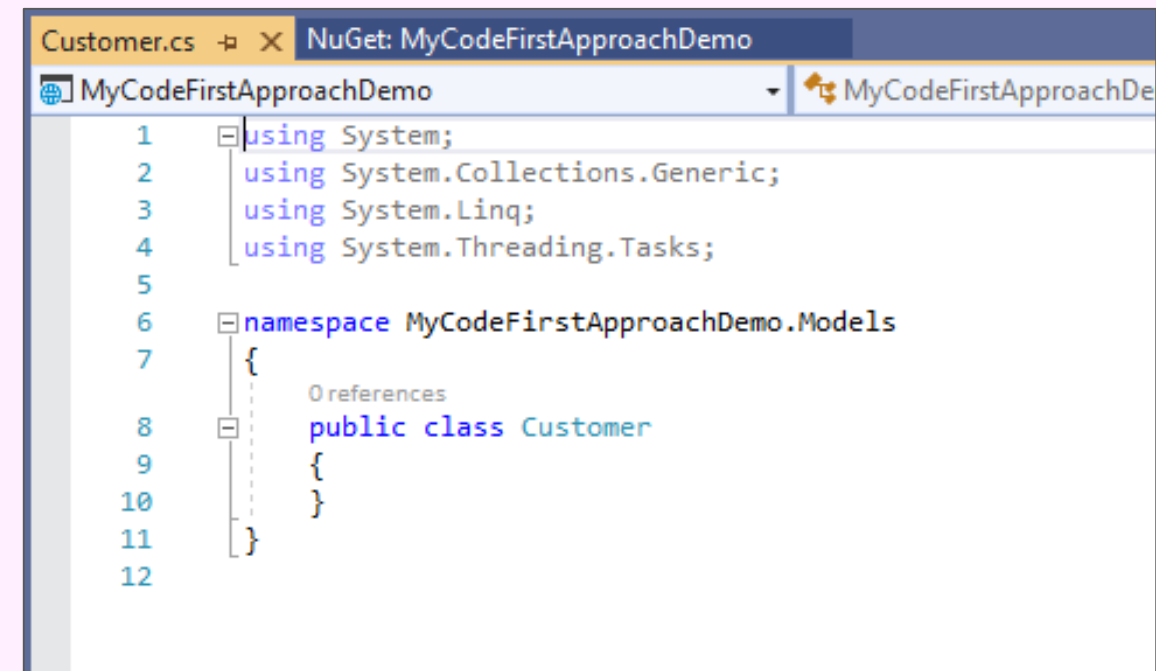 Customer.cs NuGet: MyCodeFirstApproachDemo
MyCodeFirstApproachDemo MyCodeFirstApproachDe
1 using System;
2 using System.Collections.Generic;
3 using System.Linq;
4 using System.Threading.Tasks;
5
6 namespace MyCodeFirstApproachDemo.Models
7 {
0 references
8 public class Customer
9 {
10 }
11 }
12